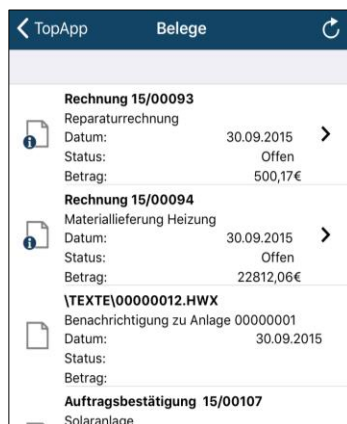 TopApp Belege
Rechnung 15/00093
Reparaturrechnung
Datum: 30.09.2015
Status: Offen
Betrag: 500,17€
Rechnung 15/00094
Materiallieferung Heizung
Datum: 30.09.2015
Status: Offen
Betrag: 22812,06€
\TEXTE\00000012.HWX
Benachrichtigung zu Anlage 00000001
Datum: 30.09.2015
Status:
Betrag:
Auftragsbestätigung 15/00107
Solaranlage